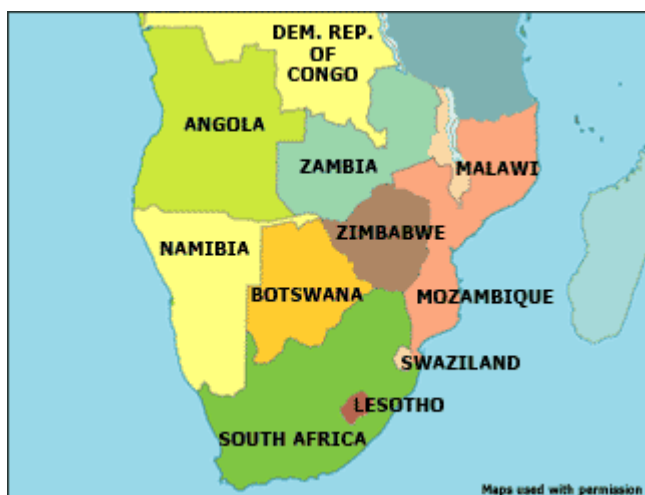 DEM. REP.
OF
CONGO
ANGOLA
ZAMBIA
MALAWI
NAMIBIA
ZIMBABWE
BOTSWANA
MOZAMBIQUE
SWAZILAND
LESOTHO
SOUTH AFRICA
Maps used with permission